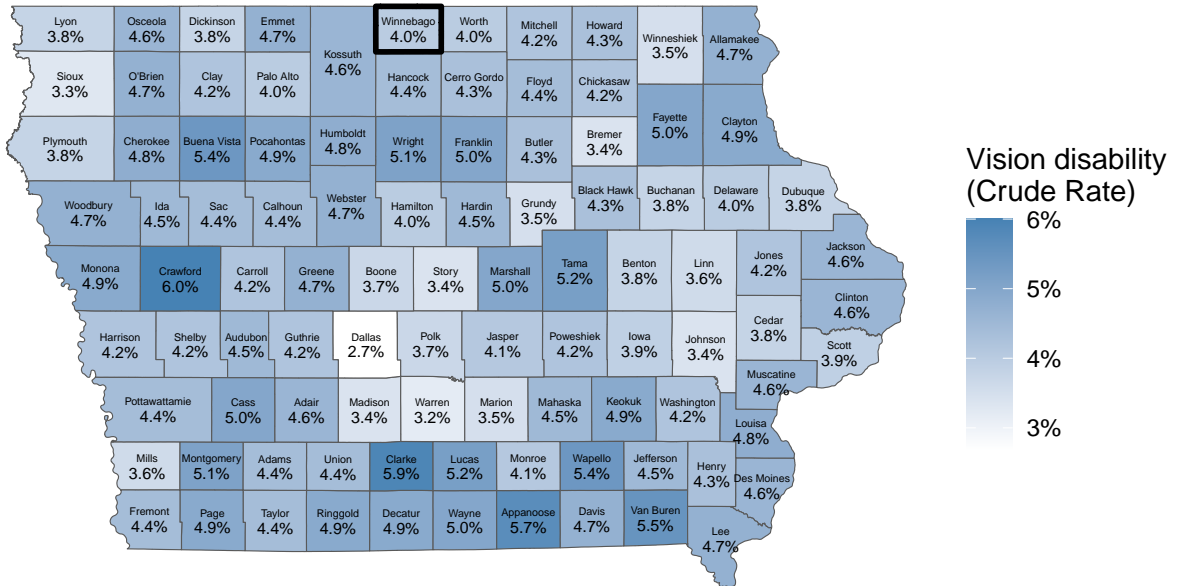 Lyon
3.8%
Osceola
4.6%
Dickinson
3.8%
Emmet
4.7%
Winnebago
4.0%
Worth
4.0%
Mitchell
4.2%
Howard
4.3%
Winneshiek
3.5%
Allamakee
4.7%
Kossuth
4.6%
Sioux
3.3%
O'Brien
4.7%
Clay
4.2%
Palo Alto
4.0%
Hancock
4.4%
Cerro Gordo
4.3%
Floyd
4.4%
Chickasaw
4.2%
Fayette
5.0%
Clayton
4.9%
Plymouth
3.8%
Cherokee
4.8%
Buena Vista
5.4%
Pocahontas
4.9%
Humboldt
4.8%
Wright
5.1%
Franklin
5.0%
Butler
4.3%
Bremer
3.4%
Woodbury
4.7%
Ida
4.5%
Sac
4.4%
Calhoun
4.4%
Webster
4.7%
Hamilton
4.0%
Hardin
4.5%
Grundy
3.5%
Black Hawk
4.3%
Buchanan
3.8%
Delaware
4.0%
Dubuque
3.8%
Monona
4.9%
Crawford
6.0%
Carroll
4.2%
Greene
4.7%
Boone
3.7%
Story
3.4%
Marshall
5.0%
Tama
5.2%
Benton
3.8%
Linn
3.6%
Jones
4.2%
Jackson
4.6%
Clinton
4.6%
Harrison
4.2%
Shelby
4.2%
Audubon
4.5%
Guthrie
4.2%
Dallas
2.7%
Polk
3.7%
Jasper
4.1%
Poweshiek
4.2%
Iowa
3.9%
Johnson
3.4%
Cedar
3.8%
Scott
3.9%
Muscatine
4.6%
Pottawattamie
4.4%
Cass
5.0%
Adair
4.6%
Madison
3.4%
Warren
3.2%
Marion
3.5%
Mahaska
4.5%
Keokuk
4.9%
Washington
4.2%
Louisa
4.8%
Mills
3.6%
Montgomery
5.1%
Adams
4.4%
Union
4.4%
Clarke
5.9%
Lucas
5.2%
Monroe
4.1%
Wapello
5.4%
Jefferson
4.5%
Henry
4.3%
Des Moines
4.6%
Fremont
4.4%
Page
4.9%
Taylor
4.4%
Ringgold
4.9%
Decatur
4.9%
Wayne
5.0%
Appanoose
5.7%
Davis
4.7%
Van Buren
5.5%
Lee
4.7%
Vision disability
(Crude Rate)
6%
5%
4%
3%